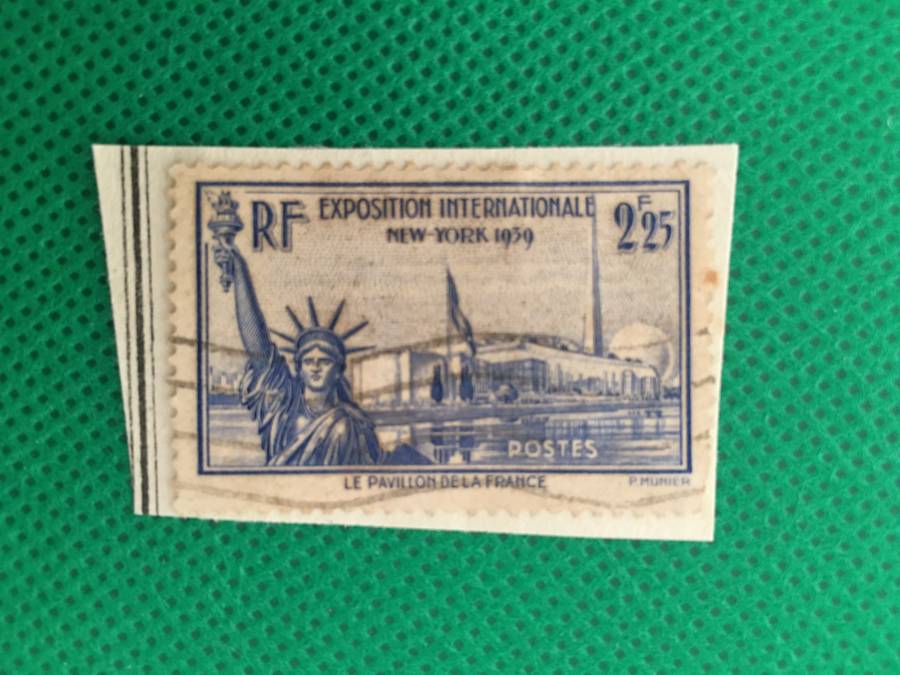 RF EXPOSITION INTERNATIONALE 2F25
NEW-YORK 1939
POSTES
LE PAVILLON DE LA FRANCE P. MUNIER